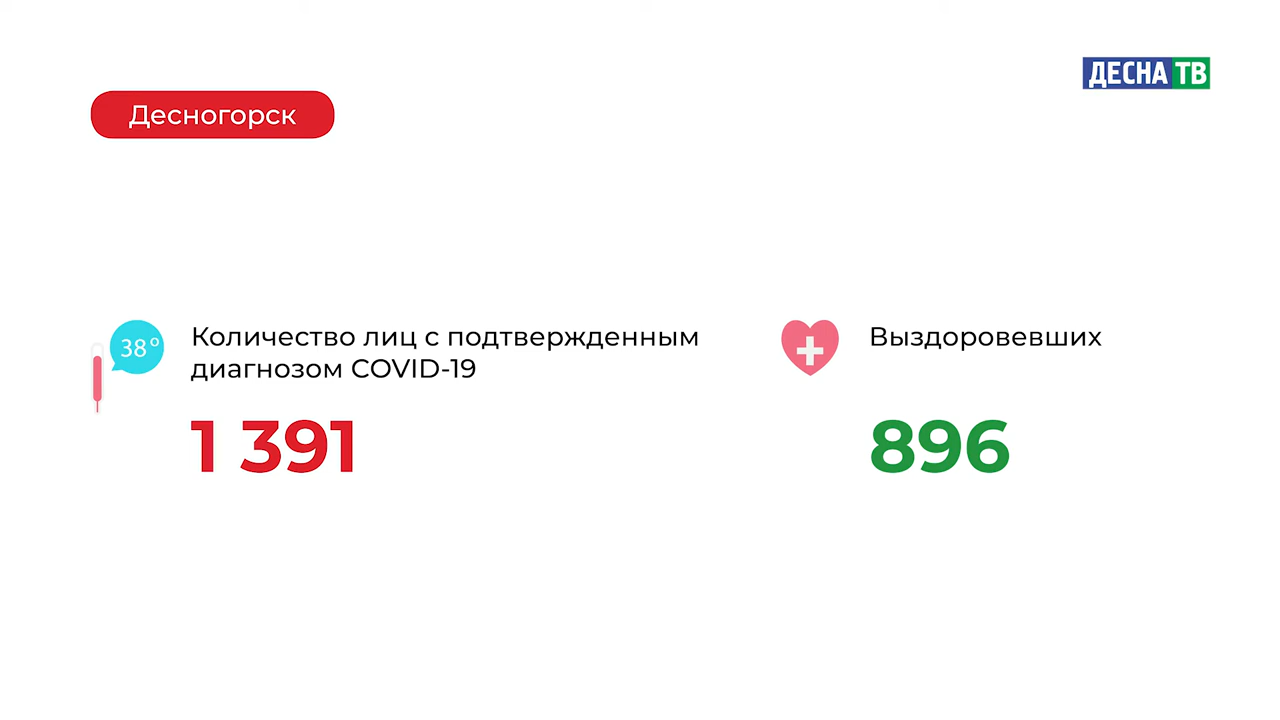 ДЕСНА ТВ
Десногорск
38°
Количество лиц с подтвержденным
диагнозом COVID-19
1 391
Выздоровевших
896